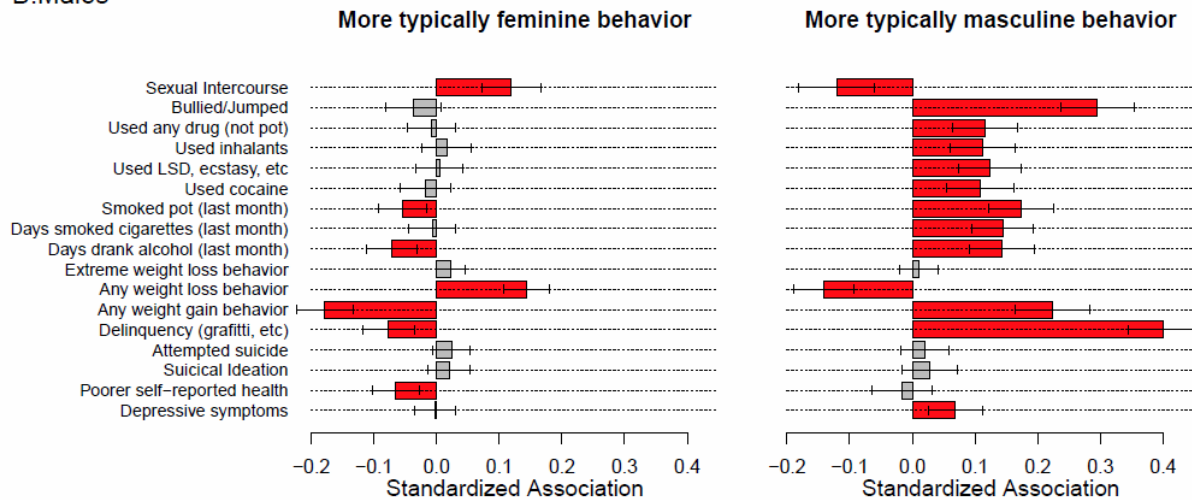 B.Males
More typically feminine behavior
More typically masculine behavior
Sexual Intercourse
Bullied/Jumped
Used any drug (not pot)
Used inhalants
Used LSD, ecstasy, etc
Used cocaine
Smoked pot (last month)
Days smoked cigarettes (last month)
Days drank alcohol (last month)
Extreme weight loss behavior
Any weight loss behavior
Any weight gain behavior
Delinquency (grafitti, etc)
Attempted suicide
Suicical Ideation
Poorer self−reported health
Depressive symptoms
−0.2 −0.1 0.0 0.1 0.2 0.3 0.4
Standardized Association
−0.2 −0.1 0.0 0.1 0.2 0.3 0.4
Standardized Association